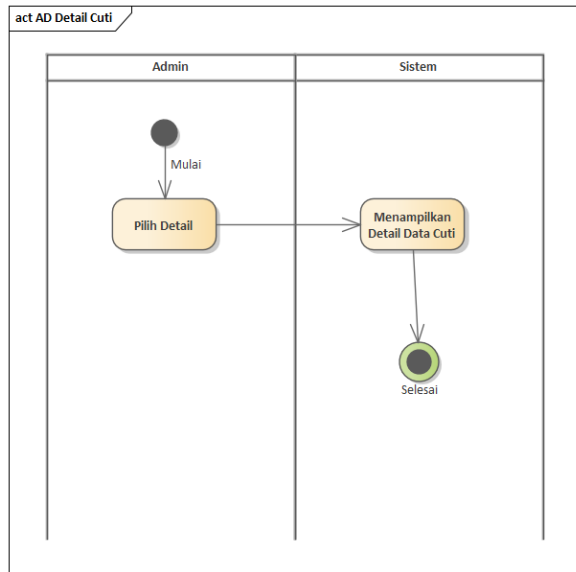 act AD Detail Cuti
Admin
Sistem
Mulai
Pilih Detail
Menampilkan
Detail Data Cuti
Selesai